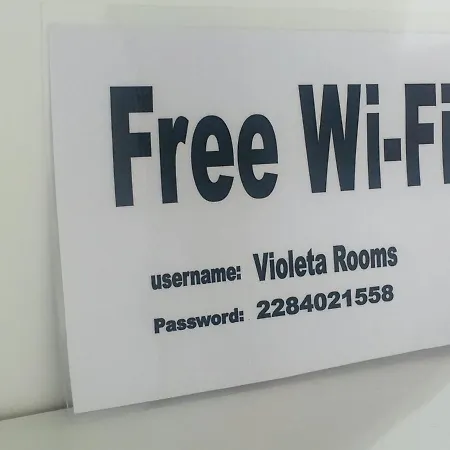 Free Wi-Fi
username: Violeta Rooms
Password: 2284021558